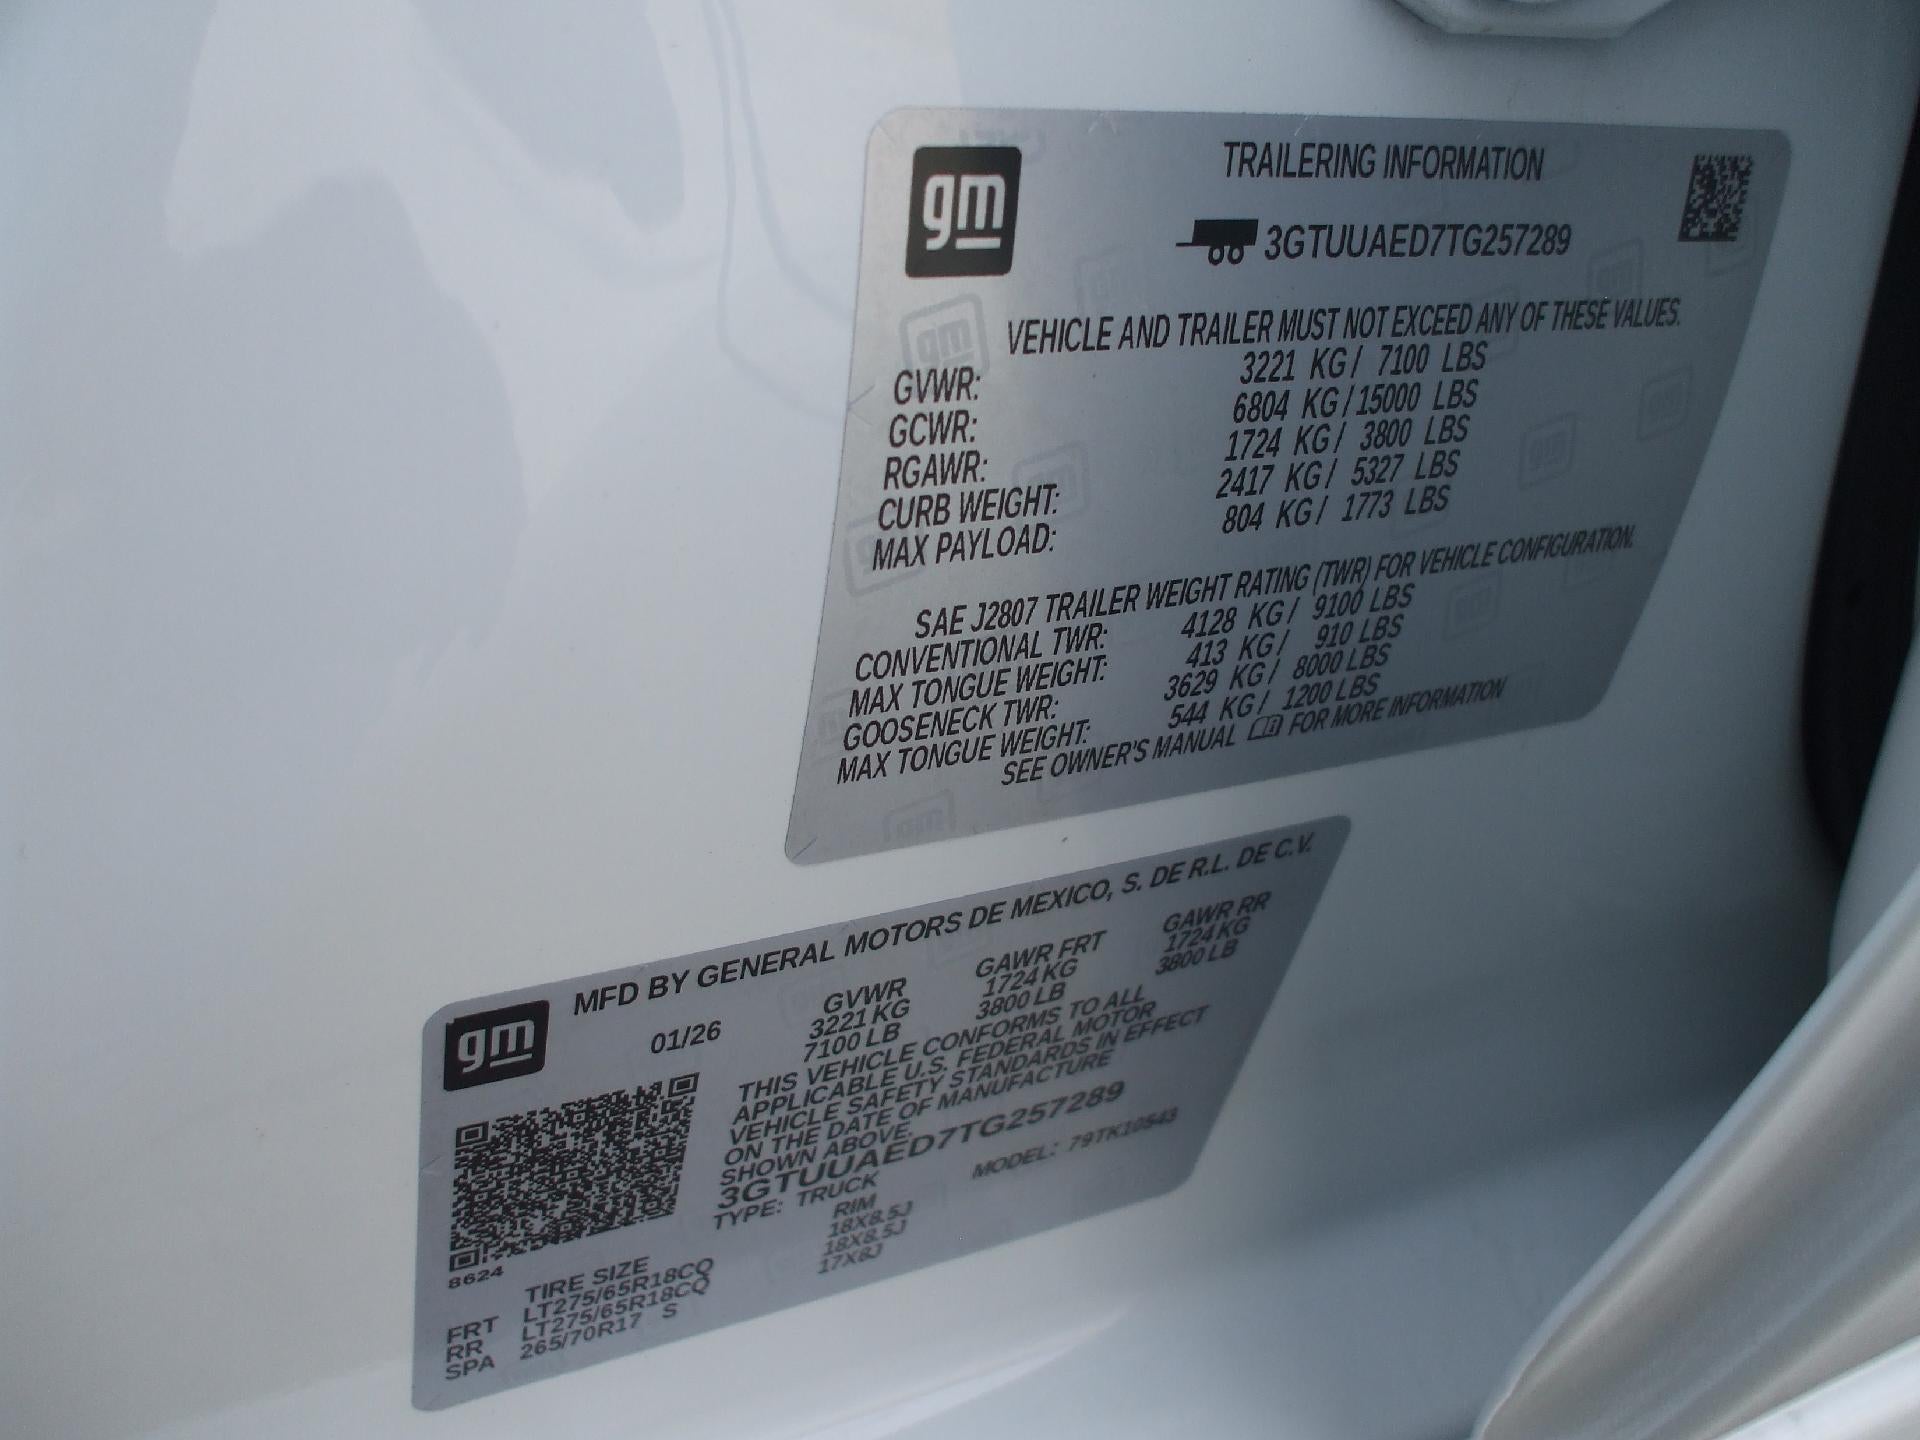 gm
TRAILERING INFORMATION
3GTUUAED7TG257289
VEHICLE AND TRAILER MUST NOT EXCEED ANY OF THESE VALUES.
GVWR: 3221 KG/ 7100 LBS
GCWR: 6804 KG/15000 LBS
RGAWR: 1724 KG/ 3800 LBS
CURB WEIGHT: 2417 KG/ 5327 LBS
MAX PAYLOAD: 804 KG/ 1773 LBS
SAE J2807 TRAILER WEIGHT RATING (TWR) FOR VEHICLE CONFIGURATION.
CONVENTIONAL TWR: 4128 KG/ 9100 LBS
MAX TONGUE WEIGHT: 413 KG/ 910 LBS
GOOSENECK TWR: 3629 KG/ 8000 LBS
MAX TONGUE WEIGHT: 544 KG/ 1200 LBS
SEE OWNER'S MANUAL FOR MORE INFORMATION
gm
MFD BY GENERAL MOTORS DE MEXICO, S. DE R.L. DE C.V.
01/26 GVWR GAWR FRT GAWR RR
3221 KG 1724 KG 1724 KG
7100 LB 3800 LB 3800 LB
THIS VEHICLE CONFORMS TO ALL
APPLICABLE U.S. FEDERAL MOTOR
VEHICLE SAFETY STANDARDS IN EFFECT
ON THE DATE OF MANUFACTURE
SHOWN ABOVE.
3GTUUAED7TG257289
TYPE: TRUCK MODEL: 79TK10543
8624
TIRE SIZE RIM
FRT LT275/65R18CQ 18X8.5J
RR LT275/65R18CQ 18X8.5J
SPA 265/70R17 S 17X8J